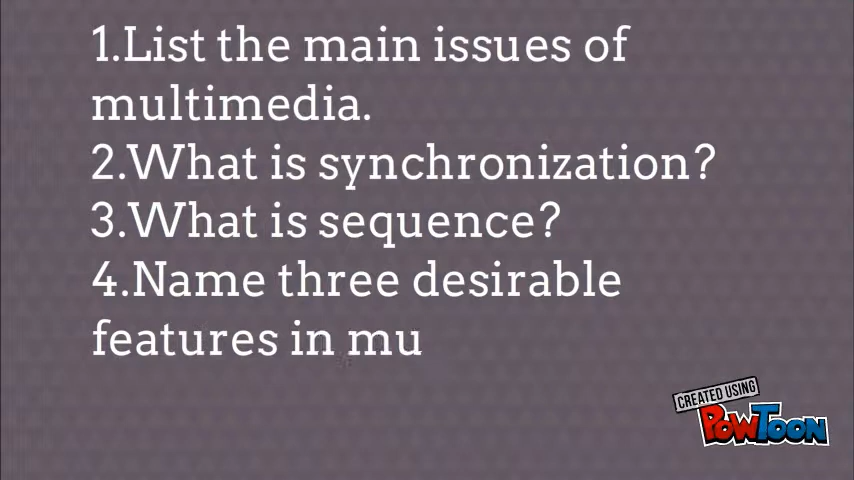 1.List the main issues of
multimedia.
2.What is synchronization?
3.What is sequence?
4.Name three desirable
features in mu
CREATED USING
POWTOON